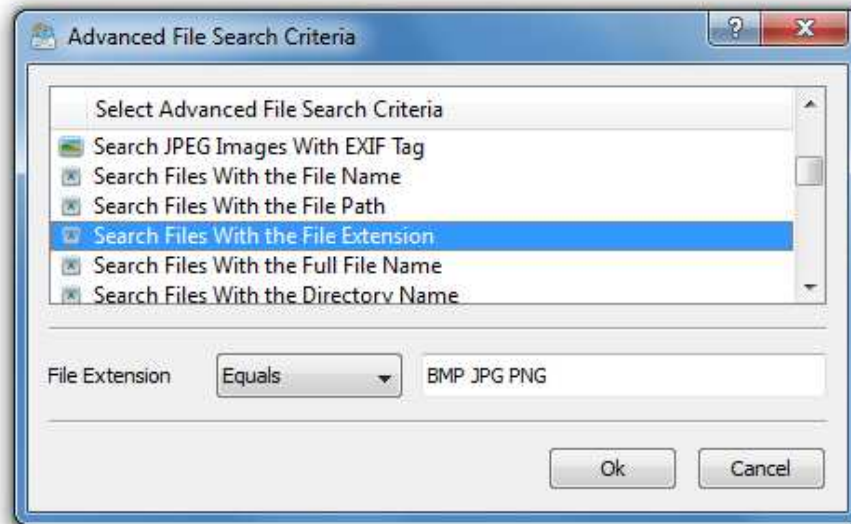 Advanced File Search Criteria
Select Advanced File Search Criteria
Search JPEG Images With EXIF Tag
Search Files With the File Name
Search Files With the File Path
Search Files With the File Extension
Search Files With the Full File Name
Search Files With the Directory Name
File Extension Equals BMP JPG PNG
Ok Cancel